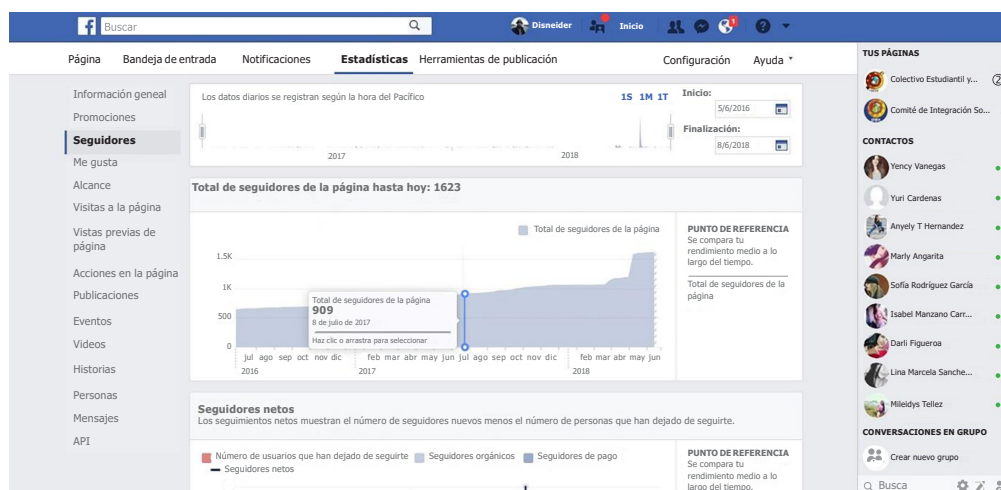 Buscar
Disneider
Inicio
1
Página
Bandeja de entrada
Notificaciones
Estadísticas
Herramientas de publicación
Configuración
Ayuda
Información geneal
Promociones
Seguidores
Me gusta
Alcance
Visitas a la página
Vistas previas de
página
Acciones en la página
Publicaciones
Eventos
Videos
Historias
Personas
Mensajes
API
Los datos diarios se registran según la hora del Pacífico
1S 1M 1T
Inicio:
5/6/2016
Finalización:
8/6/2018
2017
2018
Total de seguidores de la página hasta hoy: 1623
Total de seguidores de la página
1.5K
1K
500
0
Total de seguidores de la página
909
8 de julio de 2017
Haz clic o arrastra para seleccionar
jul ago sep oct nov dic feb mar abr may jun jul ago sep oct nov dic feb mar abr may jun
2016 2017 2018
PUNTO DE REFERENCIA
Se compara tu
rendimiento medio a lo
largo del tiempo.
Total de seguidores de la
página
Seguidores netos
Los seguimientos netos muestran el número de seguidores nuevos menos el número de personas que han dejado de seguirte.
Número de usuarios que han dejado de seguirte Seguidores orgánicos Seguidores de pago
Seguidores netos
PUNTO DE REFERENCIA
Se compara tu
rendimiento medio a lo
largo del tiempo.
TUS PÁGINAS
Colectivo Estudiantil y...
2
Comité de Integración So...
CONTACTOS
Yency Vanegas
Yuri Cardenas
Anyely T Hernandez
Marly Angarita
Sofía Rodríguez García
Isabel Manzano Carr...
Darli Figueroa
Lina Marcela Sanche...
Mileidys Tellez
CONVERSACIONES EN GRUPO
Crear nuevo grupo
Busca